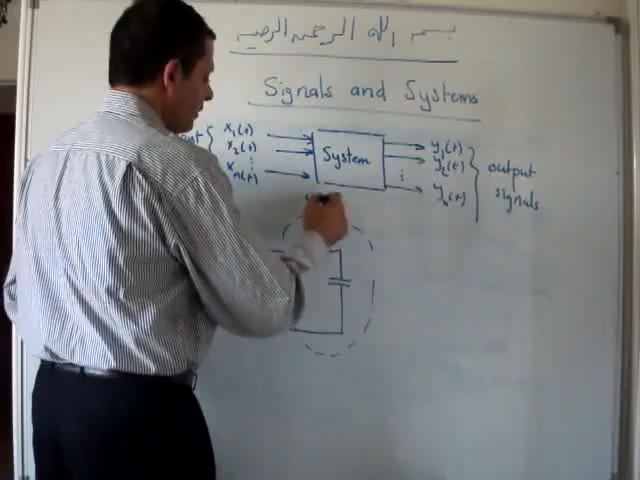 بسم الله الرحمن الرحيم
Signals and Systems
x₁(t)
x₂(t)
⋮
xₙ(t)
System
y₁(t)
y₂(t)
⋮
yₙ(t)
output
signals